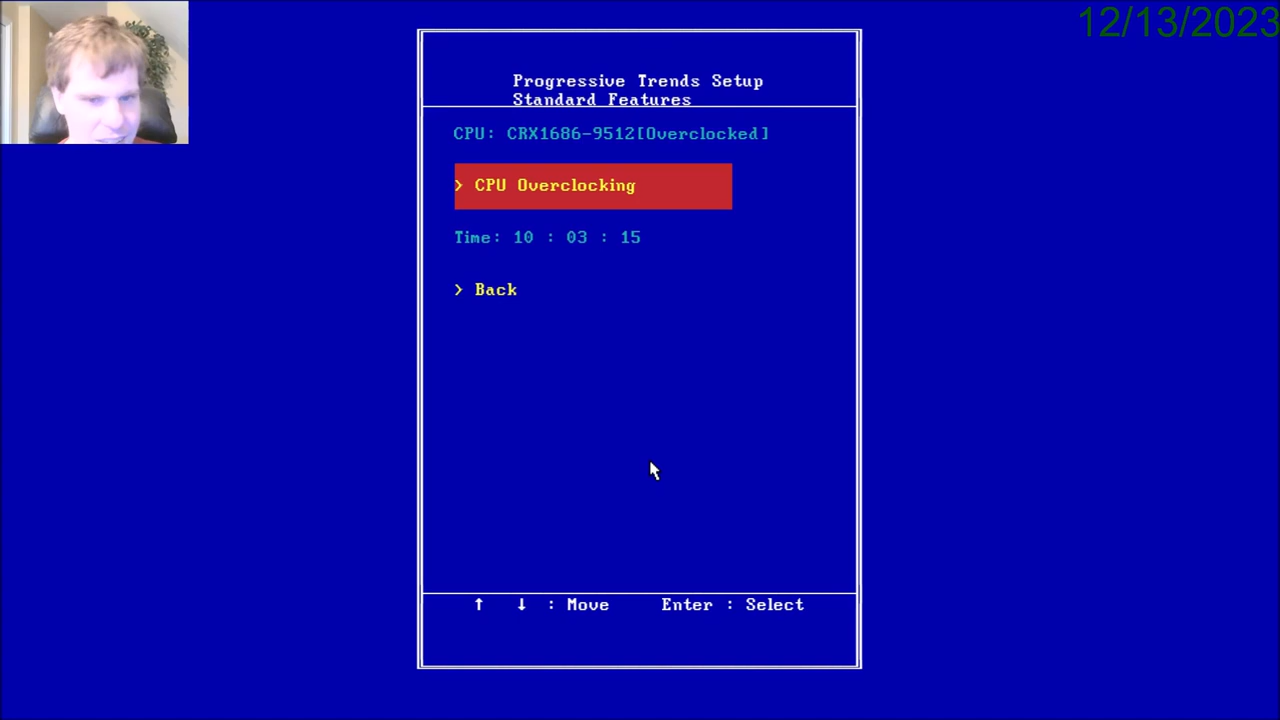 12/13/2023
Progressive Trends Setup
Standard Features
CPU: CRX1686-9512[Overclocked]
> CPU Overclocking
Time: 10 : 03 : 15
> Back
↑ ↓ : Move Enter : Select